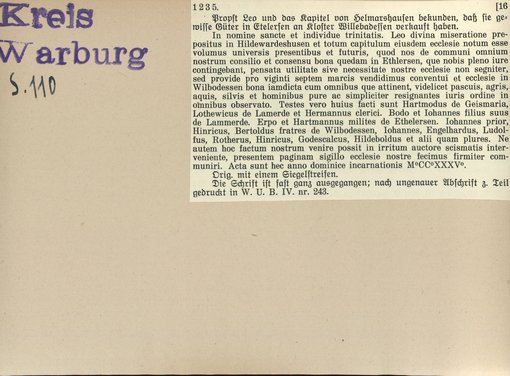 Kreis
Warburg
S. 110
1235. [16
Propst Leo und das Kapitel von Helmarshausen bekunden, daß sie ge-
wisse Güter in Etelersen an Kloster Willebadessen verkauft haben.
In nomine sancte et individue trinitatis. Leo divina miseratione pre-
positus in Hildewardeshusen et totum capitulum eiusdem ecclesie notum esse
volumus universis presentibus et futuris, quod nos de communi omnium
nostrum consilio et consensu bona quedam in Ethlersen, que nobis pleno iure
contingebant, pensata utilitate sive necessitate nostre ecclesie non segniter,
sed provide pro viginti septem marcis vendidimus conventui et ecclesie in
Wilbodessen bona iamdicta cum omnibus que attinent, videlicet pascuis, agris,
aquis, silvis et hominibus pure ac simpliciter resignantes iuris ordine in
omnibus observato. Testes vero huius facti sunt Hartmodus de Geismaria,
Lothewicus de Lamerde et Hermannus clerici. Bodo et Iohannes filius suus
de Lammerde. Erpo et Hartmannus milites de Ethelersen. Iohannes prior,
Hinricus, Bertoldus fratres de Wilbodessen, Iohannes, Engelhardus, Ludol-
fus, Rotherus, Hinricus, Godescalcus, Hildeboldus et alii quam plures. Ne
autem hoc factum nostrum venire possit in irritum auctore scismatis inter-
veniente, presentem paginam sigillo ecclesie nostre fecimus firmiter com-
muniri. Acta sunt hec anno dominice incarnationis MºCCºXXXVº.
Orig. mit einem Siegelstreifen.
Die Schrift ist fast ganz ausgegangen; nach ungenauer Abschrift z. Teil
gedruckt in W. U. B. IV. nr. 243.